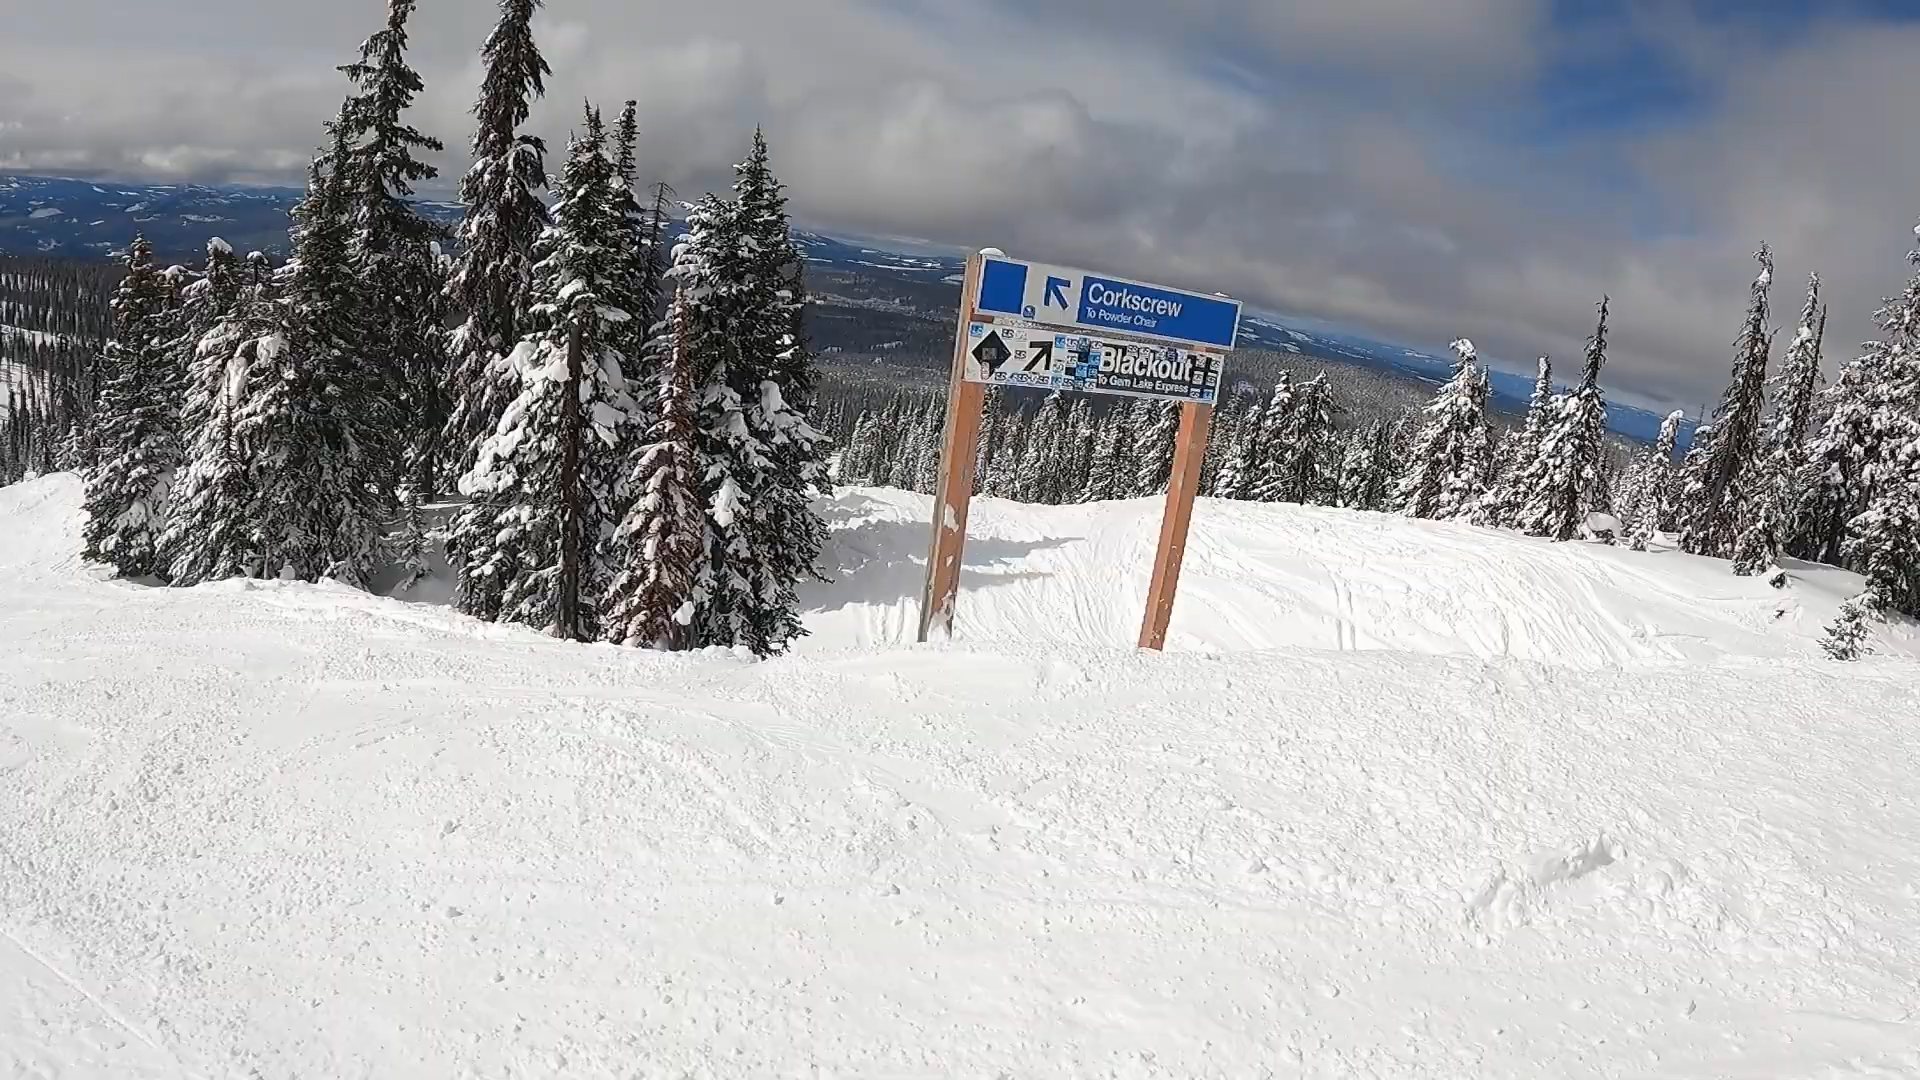 Corkscrew
To Powder Chair
Blackout
To Gem Lake Express